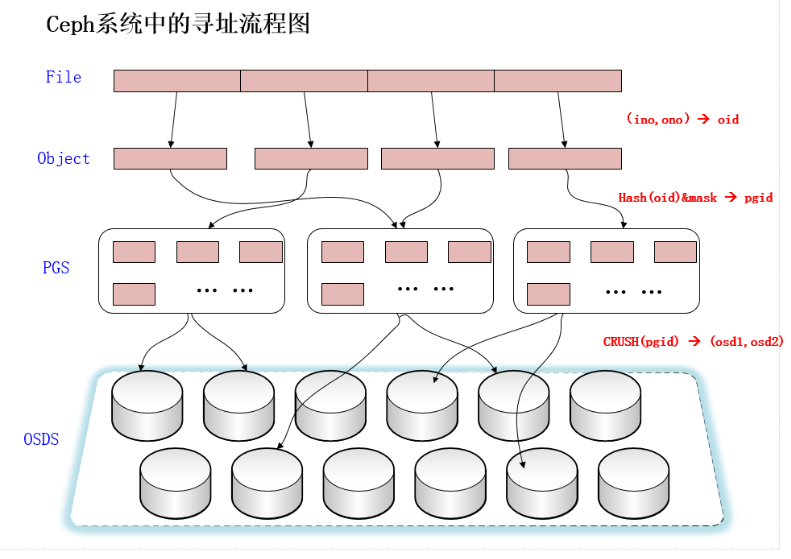 Ceph系统中的寻址流程图
File
(ino,ono) → oid
Object
Hash(oid)&mask → pgid
PGS
... ...
... ...
... ...
CRUSH(pgid) → (osd1,osd2)
OSDS